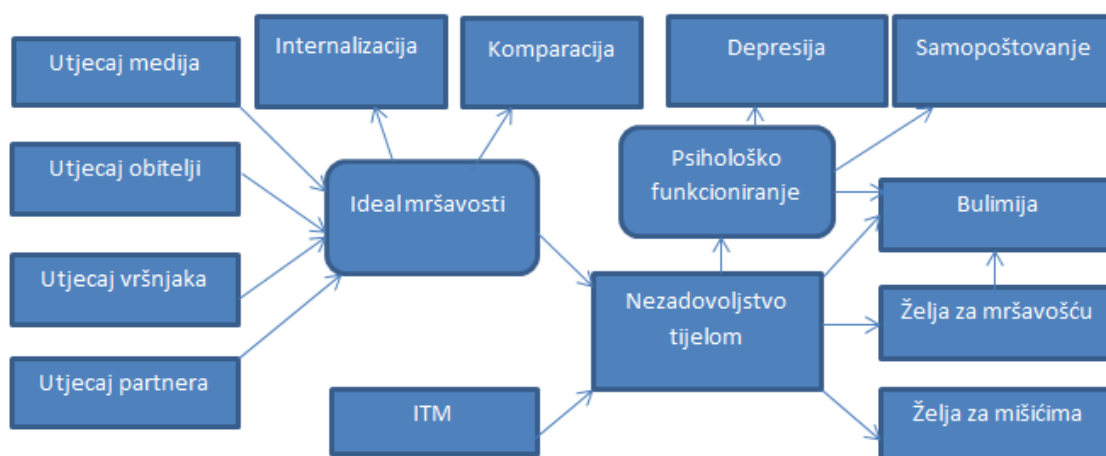 Utjecaj medija
Internalizacija
Komparacija
Depresija
Samopoštovanje
Utjecaj obitelji
Ideal mršavosti
Psihološko
funkcioniranje
Bulimija
Utjecaj vršnjaka
Nezadovoljstvo
tijelom
Želja za mršavošću
Utjecaj partnera
ITM
Želja za mišićima